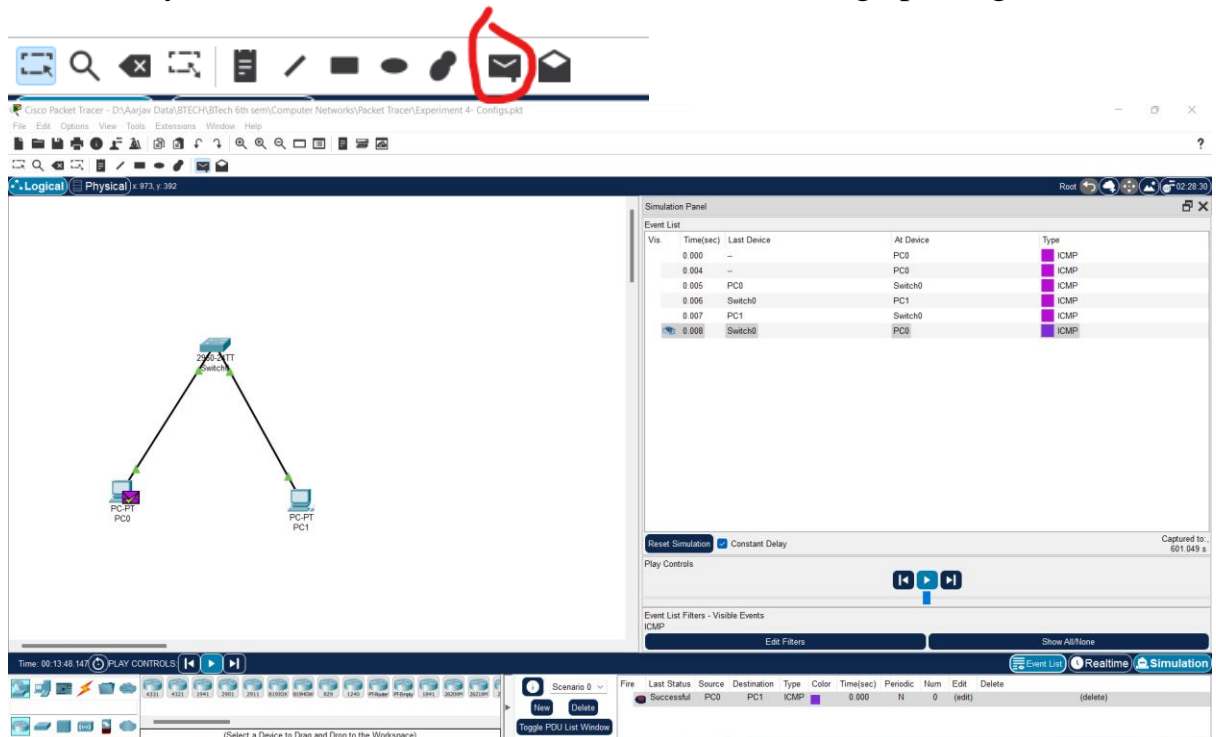 Cisco Packet Tracer - D:\Aarjav Data\BTECH\BTech 6th sem\Computer Networks\Packet Tracer\Experiment 4- Configs.pkt
File Edit Options View Tools Extensions Window Help
?
Logical Physical x: 973, y: 392 Root 02:28:30
Simulation Panel
Event List
Vis. Time(sec) Last Device At Device Type
0.000 -- PC0 ICMP
0.004 -- PC0 ICMP
0.005 PC0 Switch0 ICMP
0.006 Switch0 PC1 ICMP
0.007 PC1 Switch0 ICMP
0.008 Switch0 PC0 ICMP
Switch0
PC-PT
PC0
PC-PT
PC1
Reset Simulation Constant Delay Captured to:
601.049 s
Play Controls
Event List Filters - Visible Events
ICMP
Edit Filters Show All/None
Time: 00:13:48.147 PLAY CONTROLS: Event List Realtime Simulation
4331 4321 1941 2901 2911 819IOX 819HGW 829 1240 PT-Router PT-Empty 1841 2620XM 2621XM
Scenario 0
New Delete
Toggle PDU List Window
Fire Last Status Source Destination Type Color Time(sec) Periodic Num Edit Delete
Successful PC0 PC1 ICMP 0.000 N 0 (edit) (delete)
(Select a Device to Drag and Drop to the Workspace)